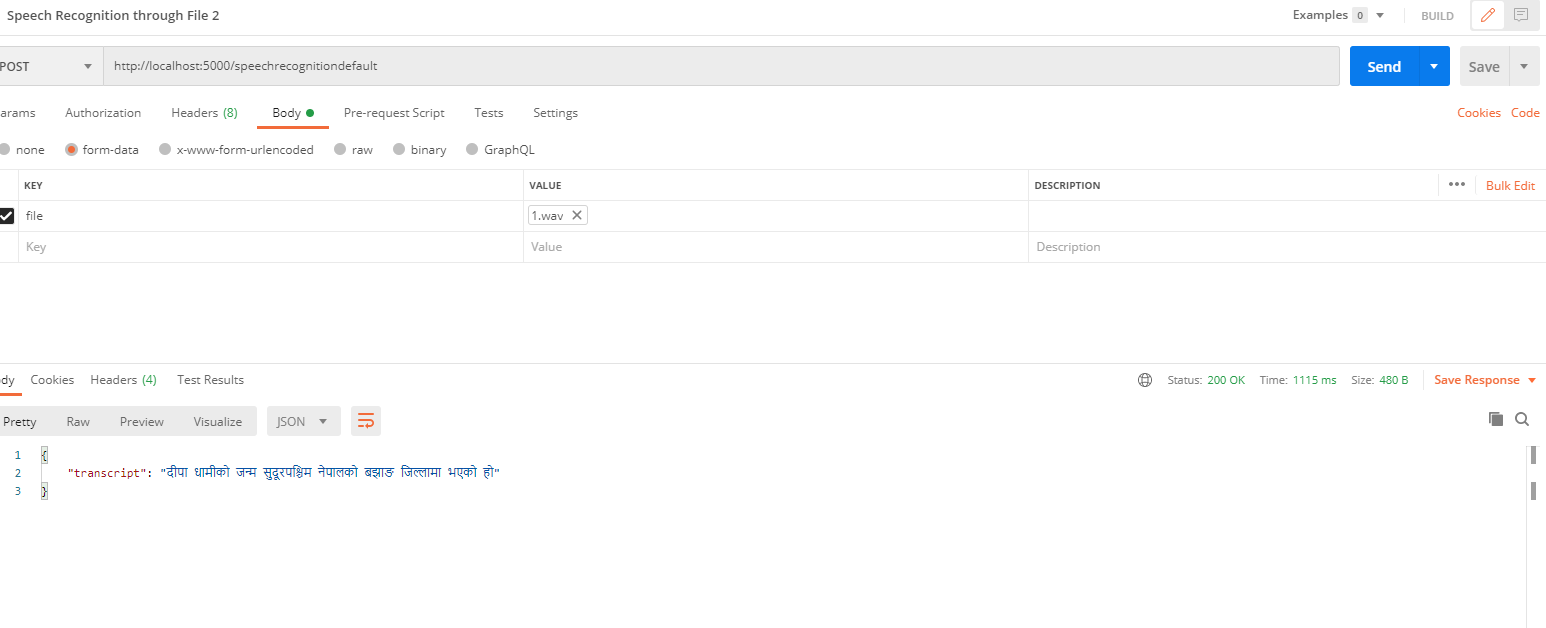 Speech Recognition through File 2 Examples 0 BUILD
POST http://localhost:5000/speechrecognitiondefault Send Save
arams Authorization Headers (8) Body Pre-request Script Tests Settings Cookies Code
none form-data x-www-form-urlencoded raw binary GraphQL
KEY VALUE DESCRIPTION ••• Bulk Edit
file 1.wav
Key Value Description
dy Cookies Headers (4) Test Results Status: 200 OK Time: 1115 ms Size: 480 B Save Response
Pretty Raw Preview Visualize JSON
1 {
2 "transcript": "दीपा धामीको जन्म सुदूरपश्चिम नेपालको बझाङ जिल्लामा भएको हो"
3 }